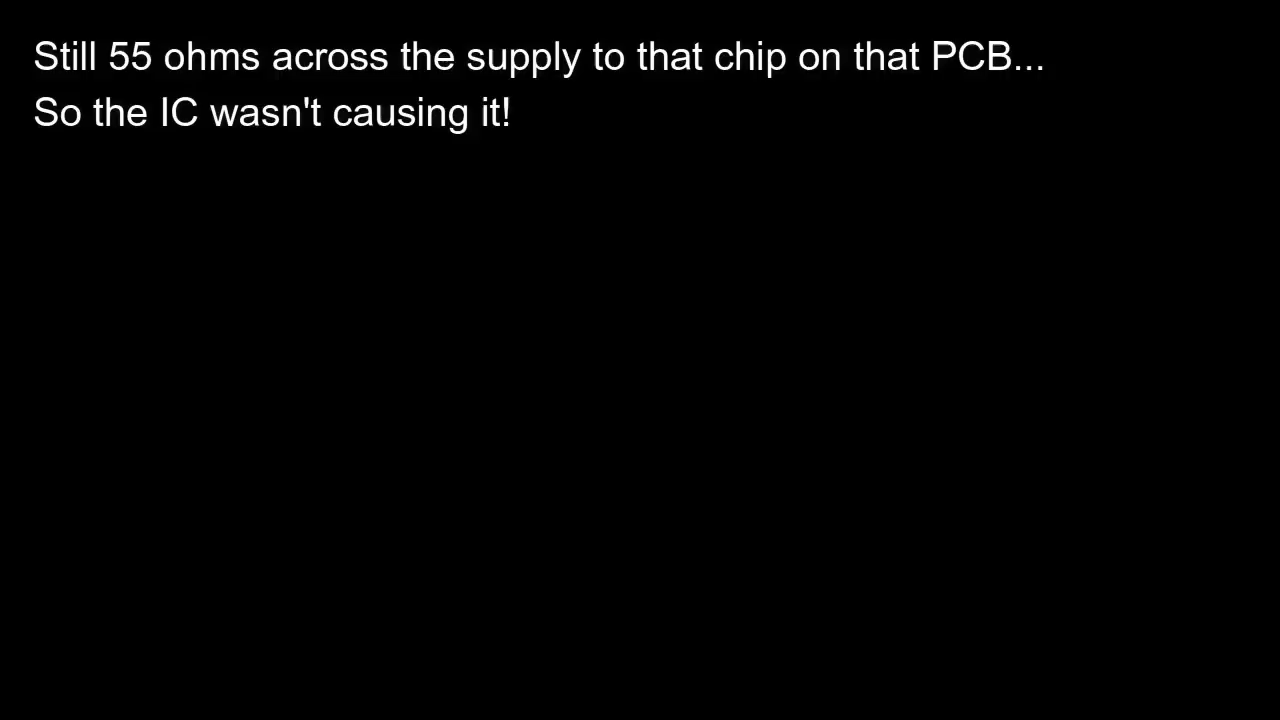 Still 55 ohms across the supply to that chip on that PCB...
So the IC wasn't causing it!